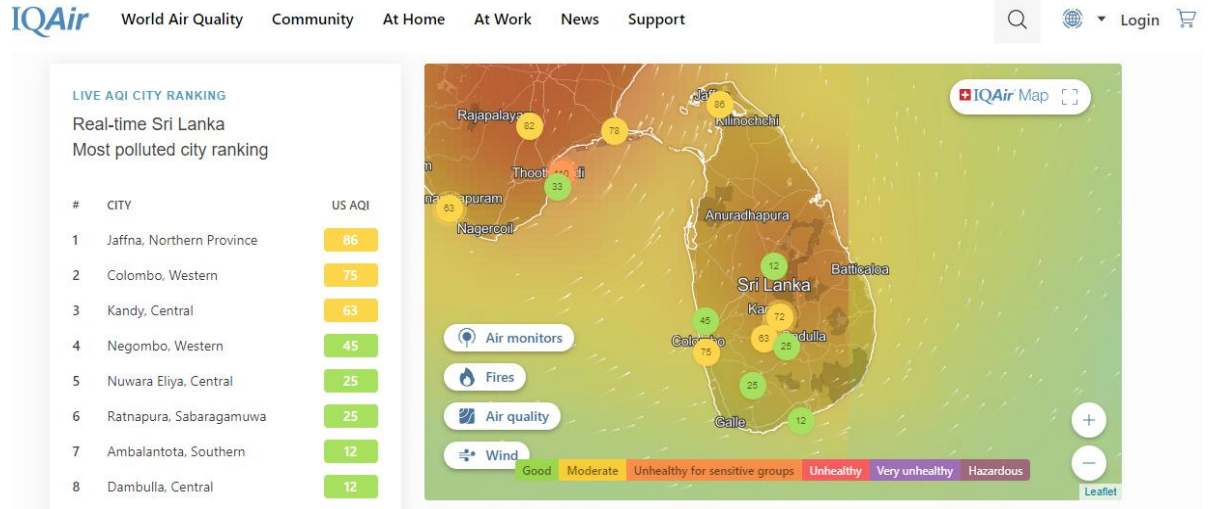 IQAir World Air Quality Community At Home At Work News Support Login
LIVE AQI CITY RANKING
Real-time Sri Lanka
Most polluted city ranking
# CITY US AQI
1 Jaffna, Northern Province 86
2 Colombo, Western 75
3 Kandy, Central 63
4 Negombo, Western 45
5 Nuwara Eliya, Central 25
6 Ratnapura, Sabaragamuwa 25
7 Ambalantota, Southern 12
8 Dambulla, Central 12
IQAir Map
86
Rajapalaya
82
78
Kilinochchi
33
63
Nagercoil
Anuradhapura
12
Batticaloa
Sri Lanka
45
72
63
25
75
25
Galle
12
Air monitors
Fires
Air quality
Wind
+
−
Good Moderate Unhealthy for sensitive groups Unhealthy Very unhealthy Hazardous
Leaflet